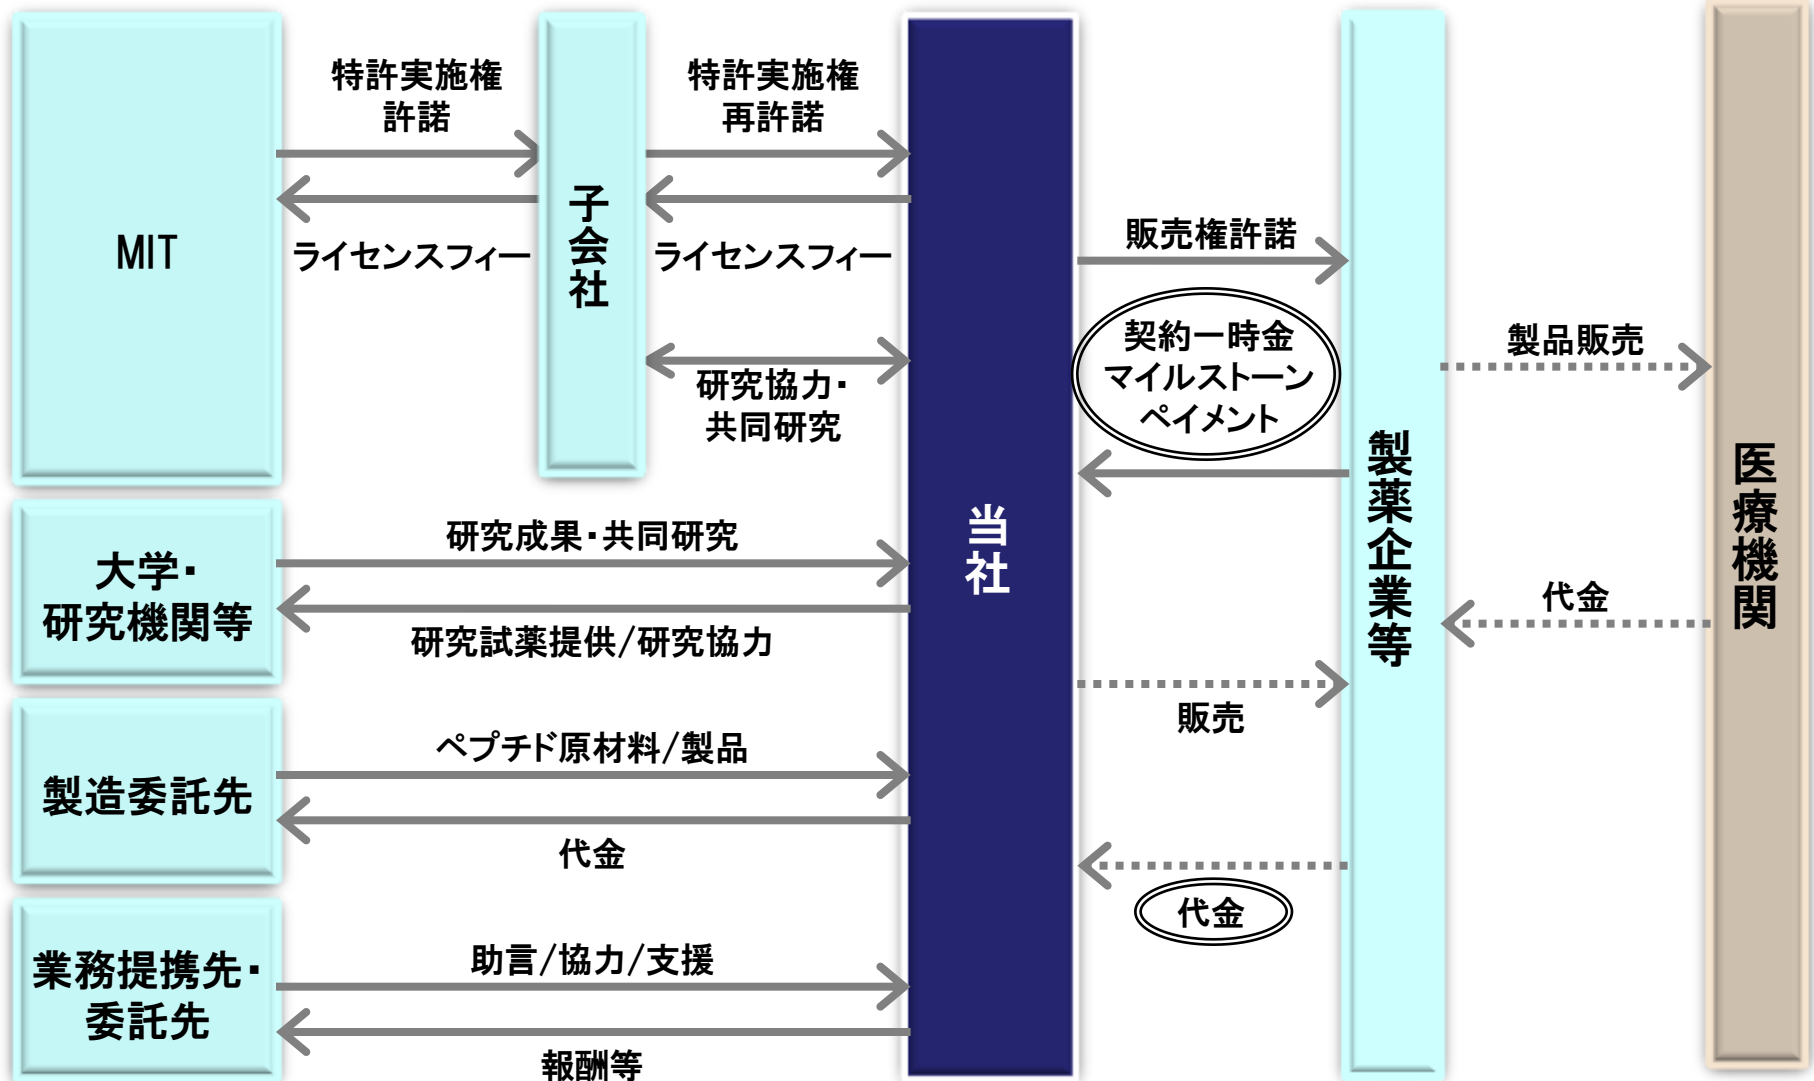 MIT
特許実施権
許諾
ライセンスフィー
子会社
特許実施権
再許諾
ライセンスフィー
研究協力・
共同研究
大学・
研究機関等
研究成果・共同研究
研究試薬提供/研究協力
製造委託先
ペプチド原材料/製品
代金
業務提携先・
委託先
助言/協力/支援
報酬等
当社
販売権許諾
契約一時金
マイルストーン
ペイメント
販売
代金
製薬企業等
製品販売
代金
医療機関